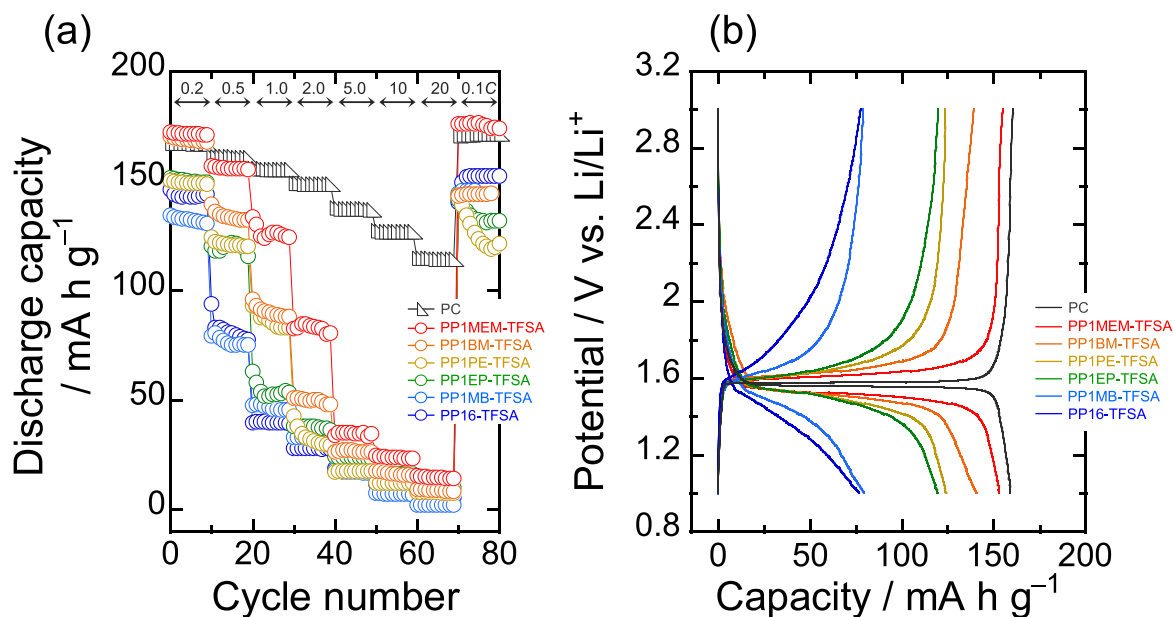 (a)
200
150
100
50
0
0 20 40 60 80
Discharge capacity
/ mA h g⁻¹
Cycle number
0.2 0.5 1.0 2.0 5.0 10 20 0.1C
PC
PP1MEM-TFSA
PP1BM-TFSA
PP1PE-TFSA
PP1EP-TFSA
PP1MB-TFSA
PP16-TFSA
(b)
3.2
2.8
2.4
2
1.6
1.2
0.8
0 50 100 150 200
Potential / V vs. Li/Li⁺
Capacity / mA h g⁻¹
PC
PP1MEM-TFSA
PP1BM-TFSA
PP1PE-TFSA
PP1EP-TFSA
PP1MB-TFSA
PP16-TFSA